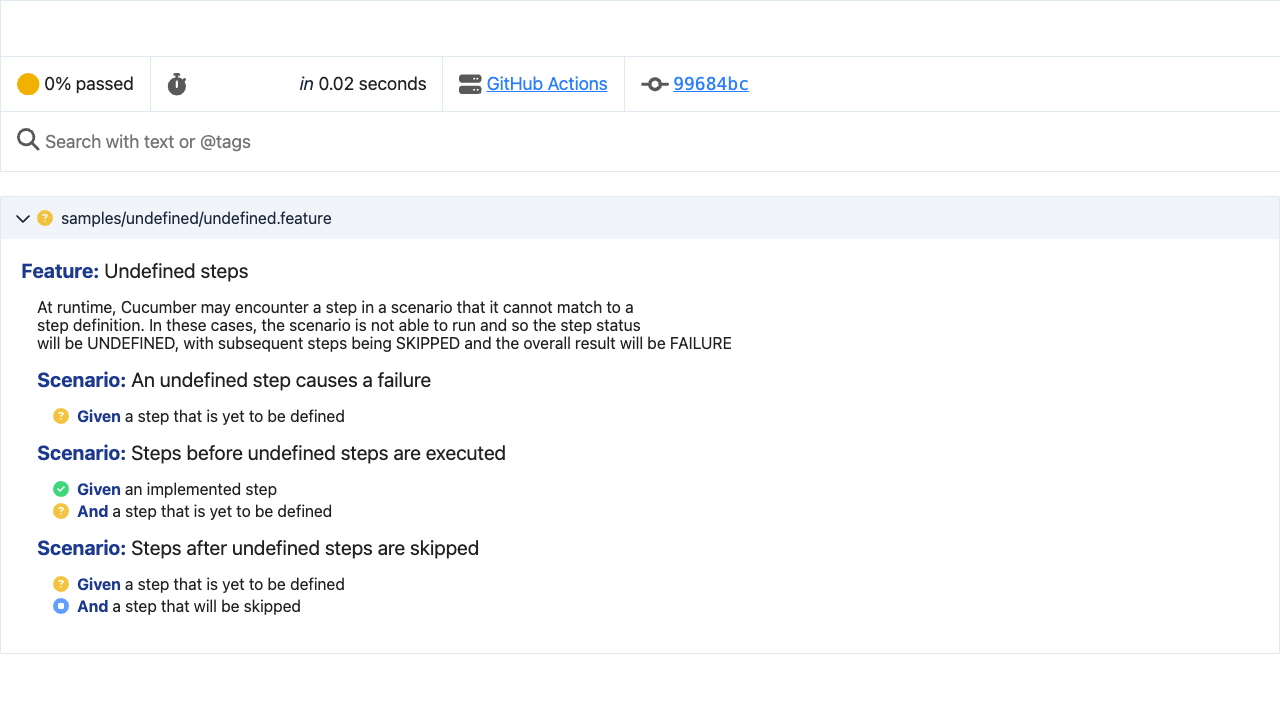 0% passed
in 0.02 seconds
GitHub Actions
99684bc
Search with text or @tags
samples/undefined/undefined.feature
Feature: Undefined steps
At runtime, Cucumber may encounter a step in a scenario that it cannot match to a
step definition. In these cases, the scenario is not able to run and so the step status
will be UNDEFINED, with subsequent steps being SKIPPED and the overall result will be FAILURE
Scenario: An undefined step causes a failure
? Given a step that is yet to be defined
Scenario: Steps before undefined steps are executed
Given an implemented step
? And a step that is yet to be defined
Scenario: Steps after undefined steps are skipped
? Given a step that is yet to be defined
And a step that will be skipped